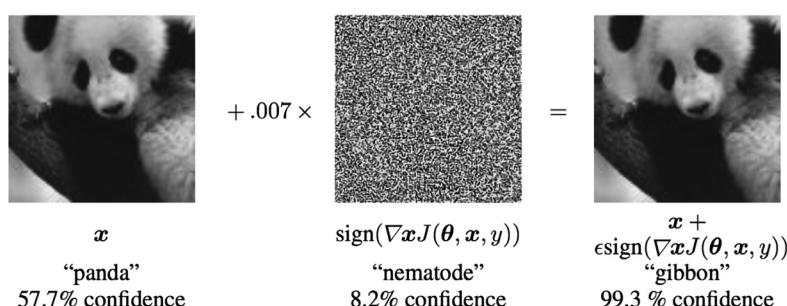 + .007 ×
=
x
sign(∇xJ(θ, x, y))
x +
ϵsign(∇xJ(θ, x, y))
“panda”
“nematode”
“gibbon”
57.7% confidence
8.2% confidence
99.3 % confidence